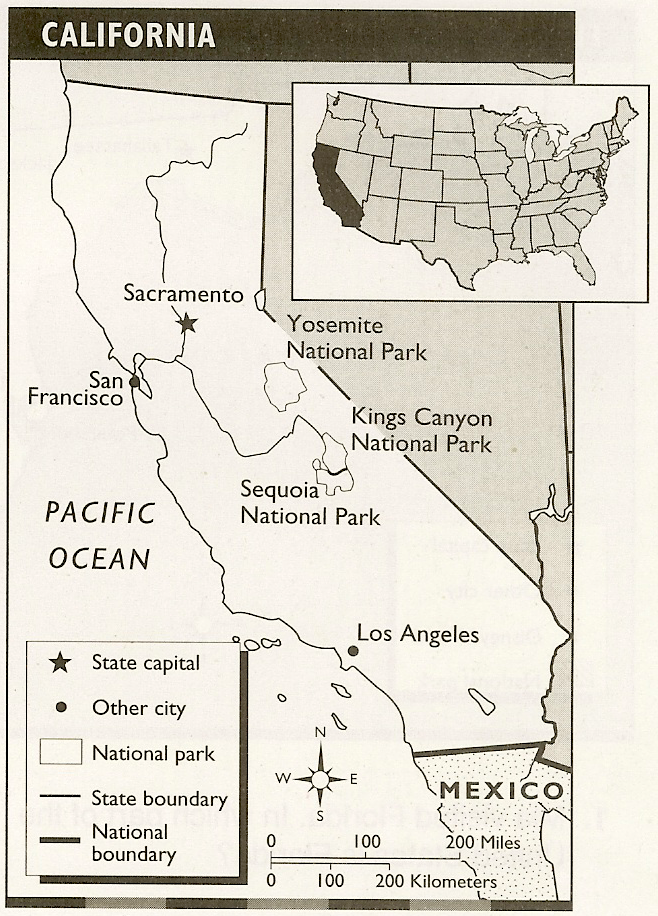 CALIFORNIA
Sacramento
Yosemite
National Park
San
Francisco
Kings Canyon
National Park
Sequoia
National Park
PACIFIC
OCEAN
Los Angeles
State capital
Other city
National park
State boundary
National
boundary
N
W E
S
MEXICO
0 100 200 Miles
0 100 200 Kilometers